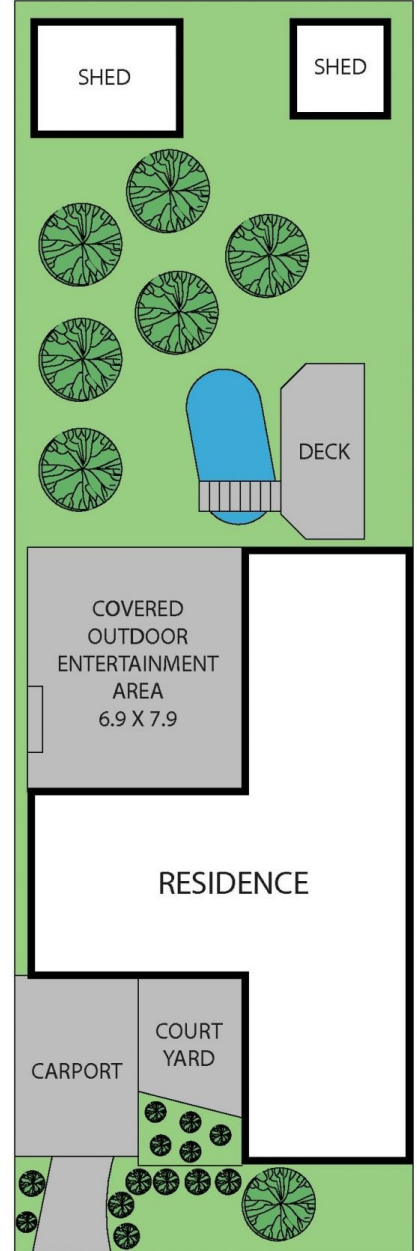 SHED
SHED
DECK
COVERED
OUTDOOR
ENTERTAINMENT
AREA
6.9 X 7.9
RESIDENCE
COURT
YARD
CARPORT